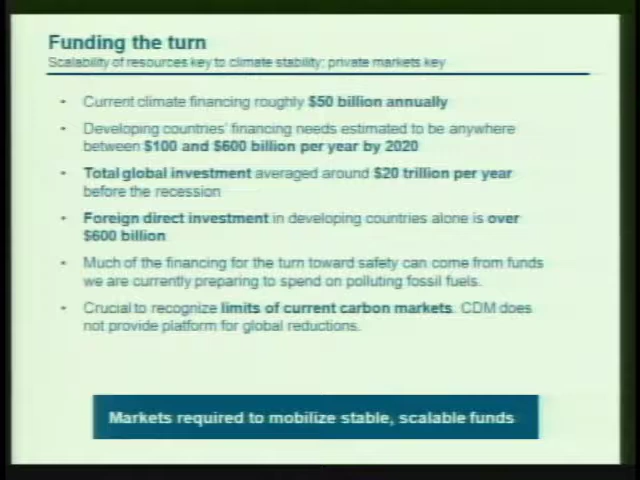 Funding the turn
Scalability of resources key to climate stability; private markets key
• Current climate financing roughly $50 billion annually
• Developing countries' financing needs estimated to be anywhere
between $100 and $600 billion per year by 2020
• Total global investment averaged around $20 trillion per year
before the recession
• Foreign direct investment in developing countries alone is over
$600 billion
• Much of the financing for the turn toward safety can come from funds
we are currently preparing to spend on polluting fossil fuels.
• Crucial to recognize limits of current carbon markets. CDM does
not provide platform for global reductions.
Markets required to mobilize stable, scalable funds